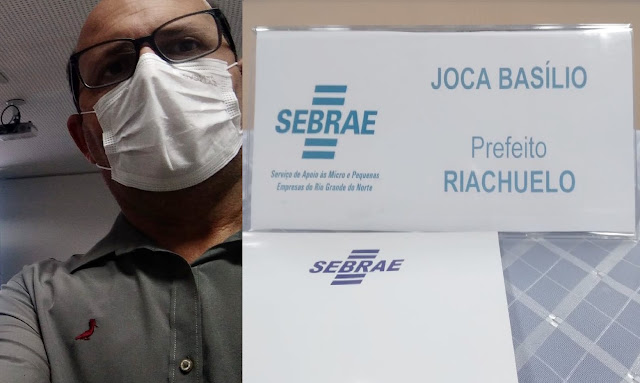 JOCA BASÍLIO
SEBRAE
Prefeito
Serviço de Apoio às Micro e Pequenas
Empresas do Rio Grande do Norte
RIACHUELO
SEBRAE